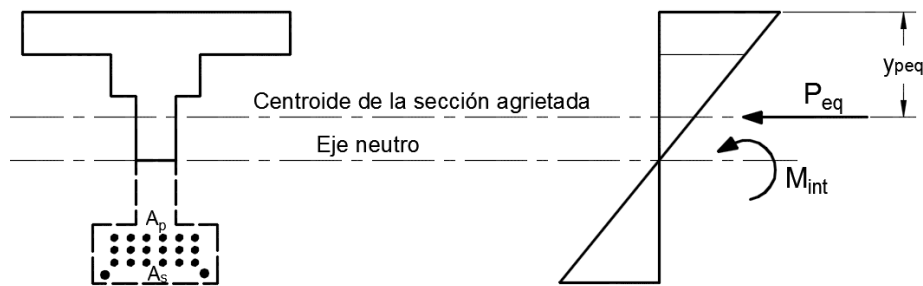 Centroide de la sección agrietada
Eje neutro
Ap
As
ypeq
Peq
Mint